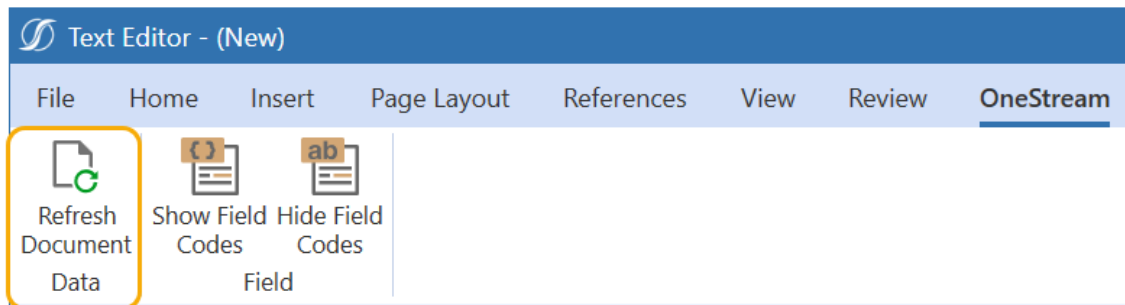 Text Editor - (New)
File Home Insert Page Layout References View Review OneStream
{ } ab
Refresh Show Field Hide Field
Document Codes Codes
Data Field